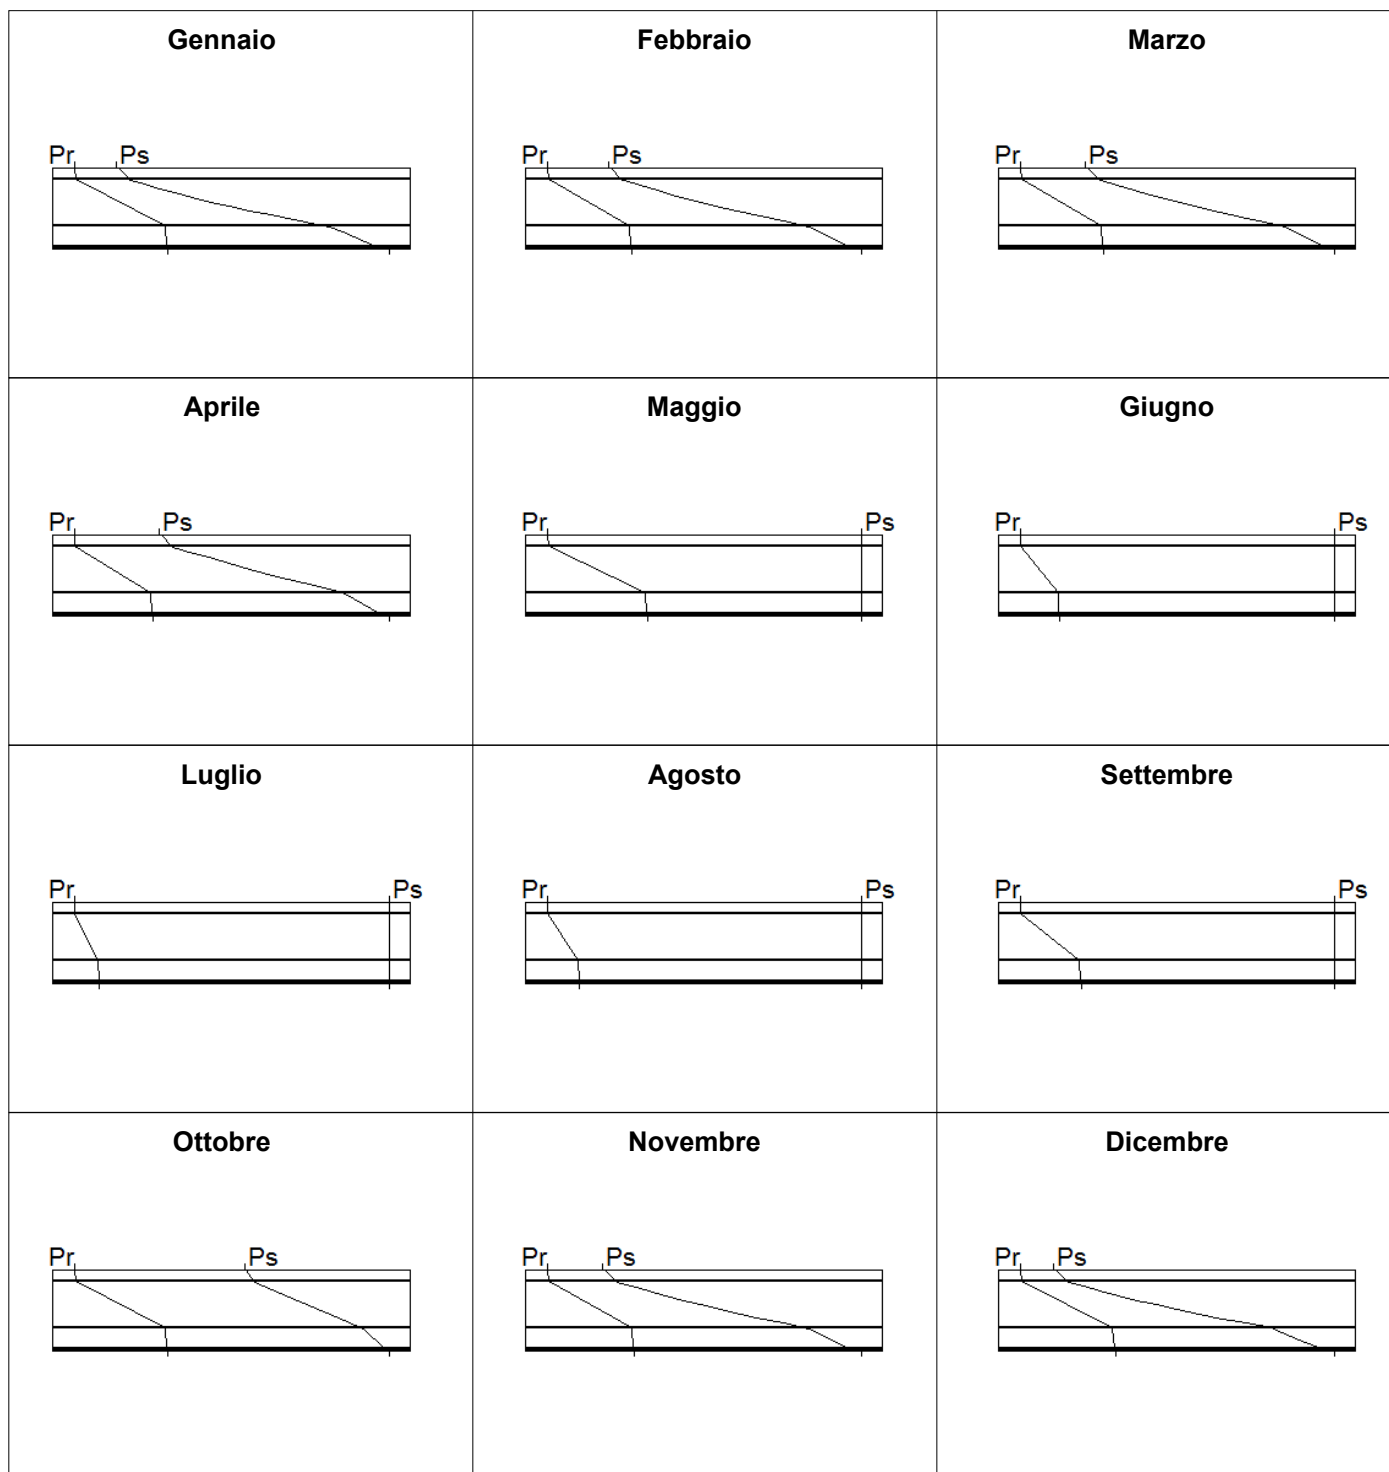 Gennaio
Febbraio
Marzo
Pr Ps
Pr Ps
Pr Ps
Aprile
Maggio
Giugno
Pr Ps
Pr Ps
Pr Ps
Luglio
Agosto
Settembre
Pr Ps
Pr Ps
Pr Ps
Ottobre
Novembre
Dicembre
Pr Ps
Pr Ps
Pr Ps